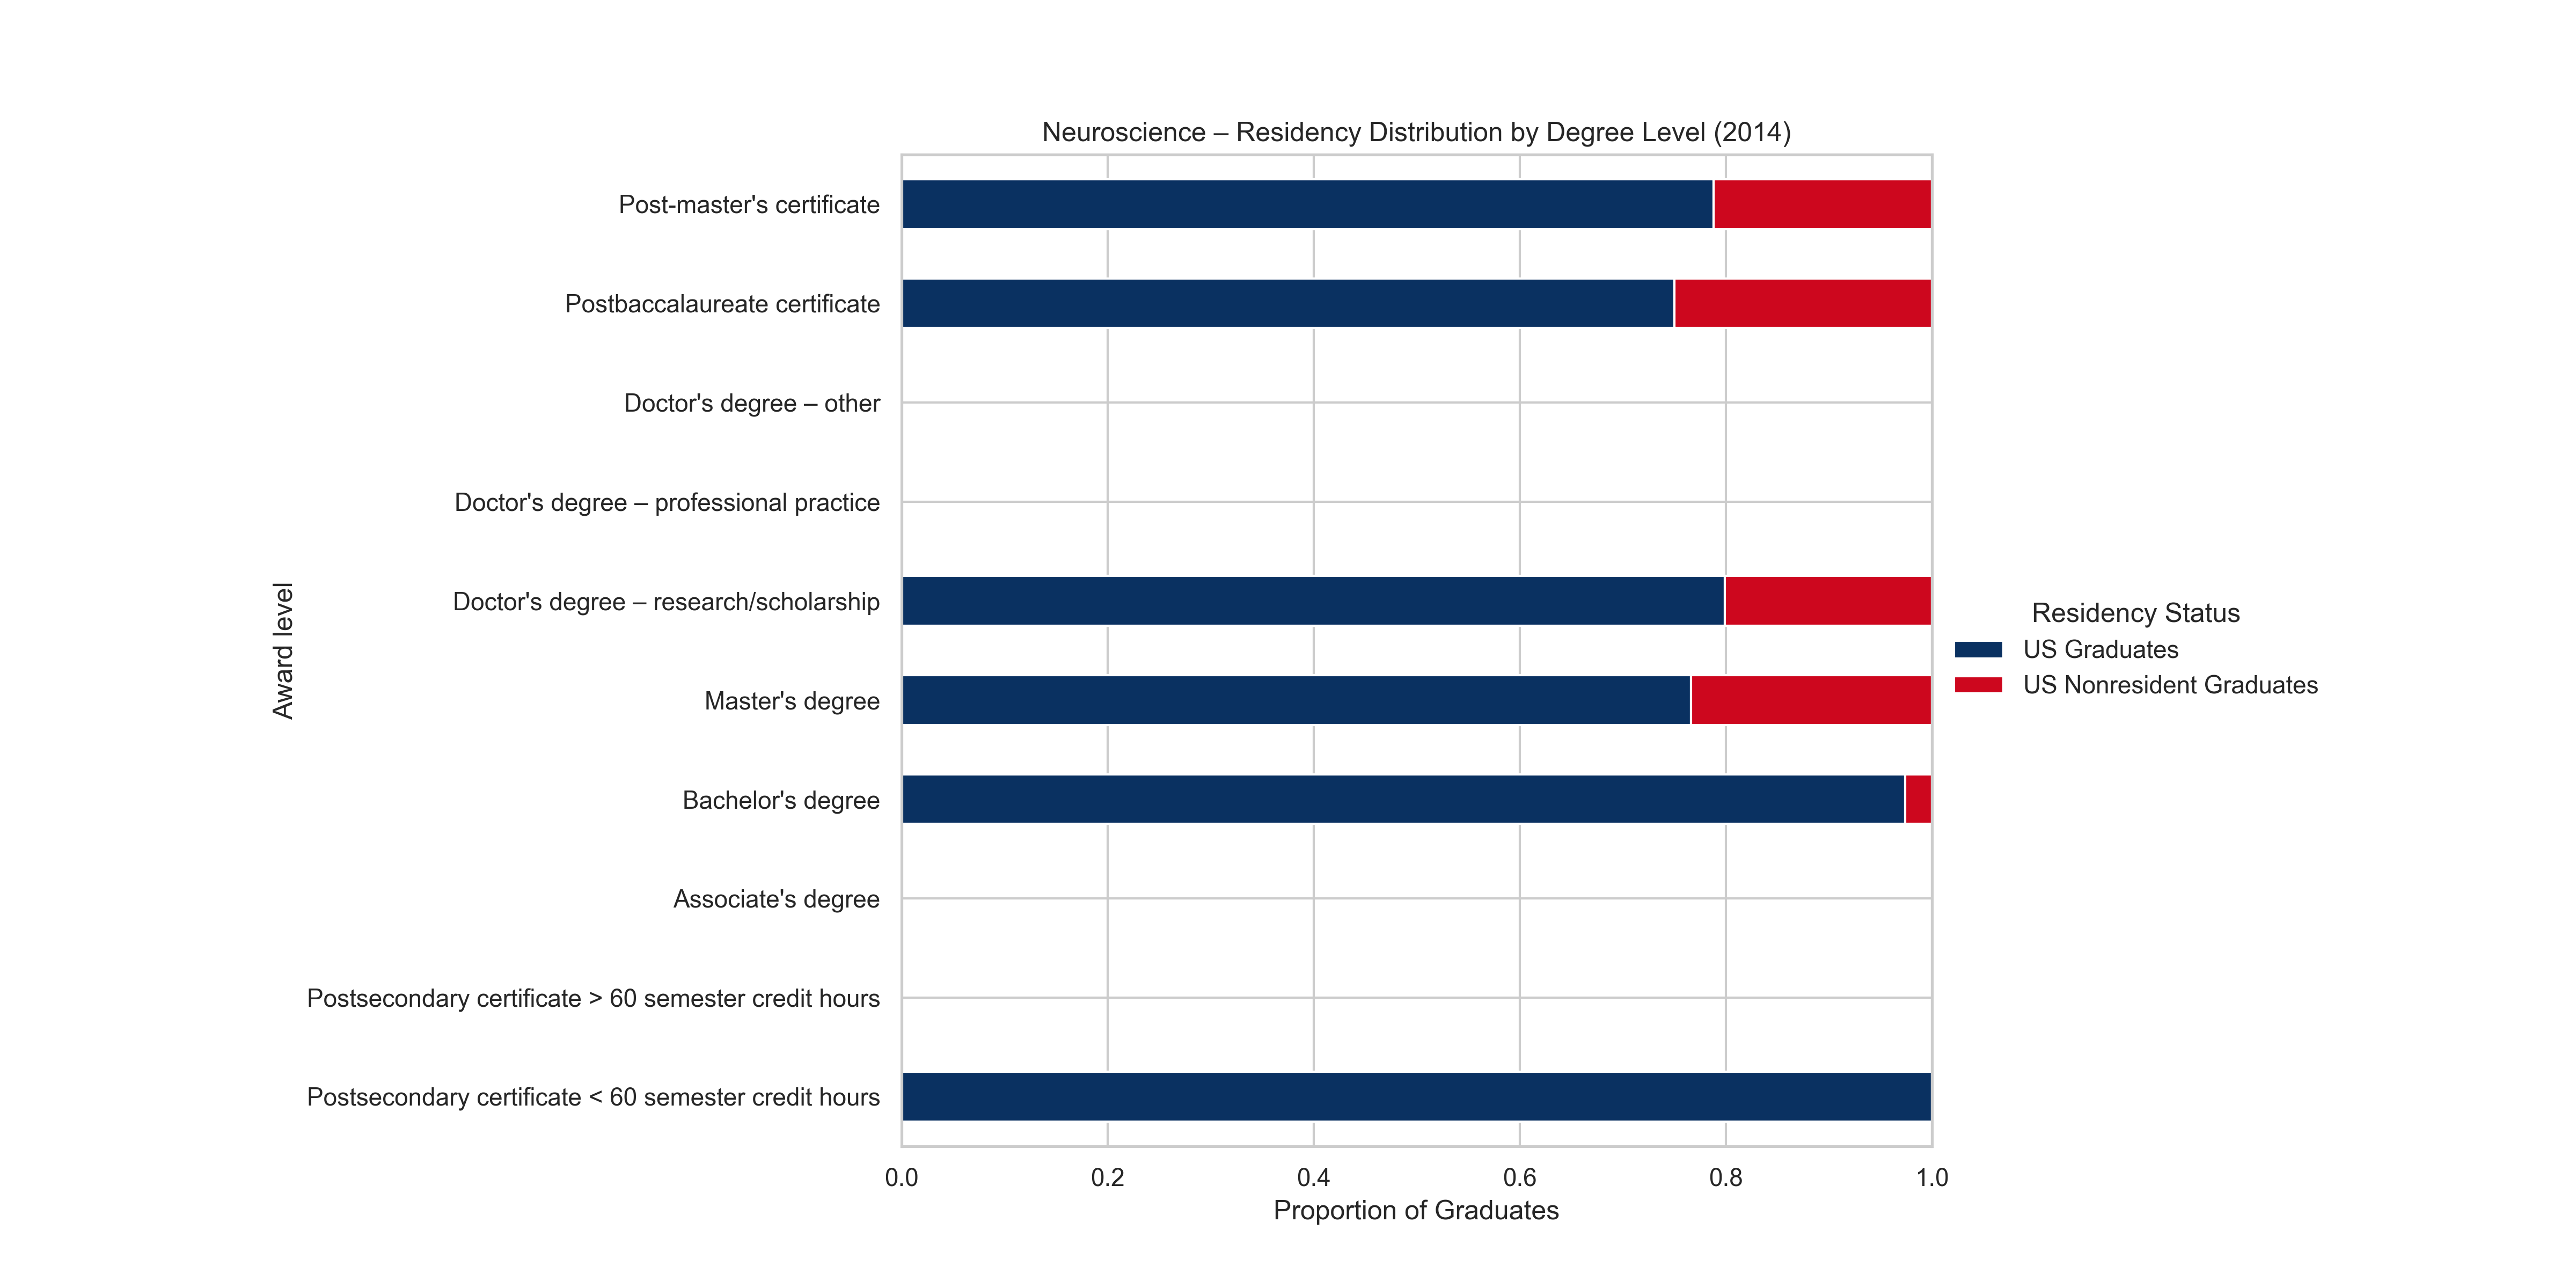 Neuroscience – Residency Distribution by Degree Level (2014)
Award level
Post-master's certificate
Postbaccalaureate certificate
Doctor's degree – other
Doctor's degree – professional practice
Doctor's degree – research/scholarship
Master's degree
Bachelor's degree
Associate's degree
Postsecondary certificate > 60 semester credit hours
Postsecondary certificate < 60 semester credit hours
0.0 0.2 0.4 0.6 0.8 1.0
Proportion of Graduates
Residency Status
US Graduates
US Nonresident Graduates